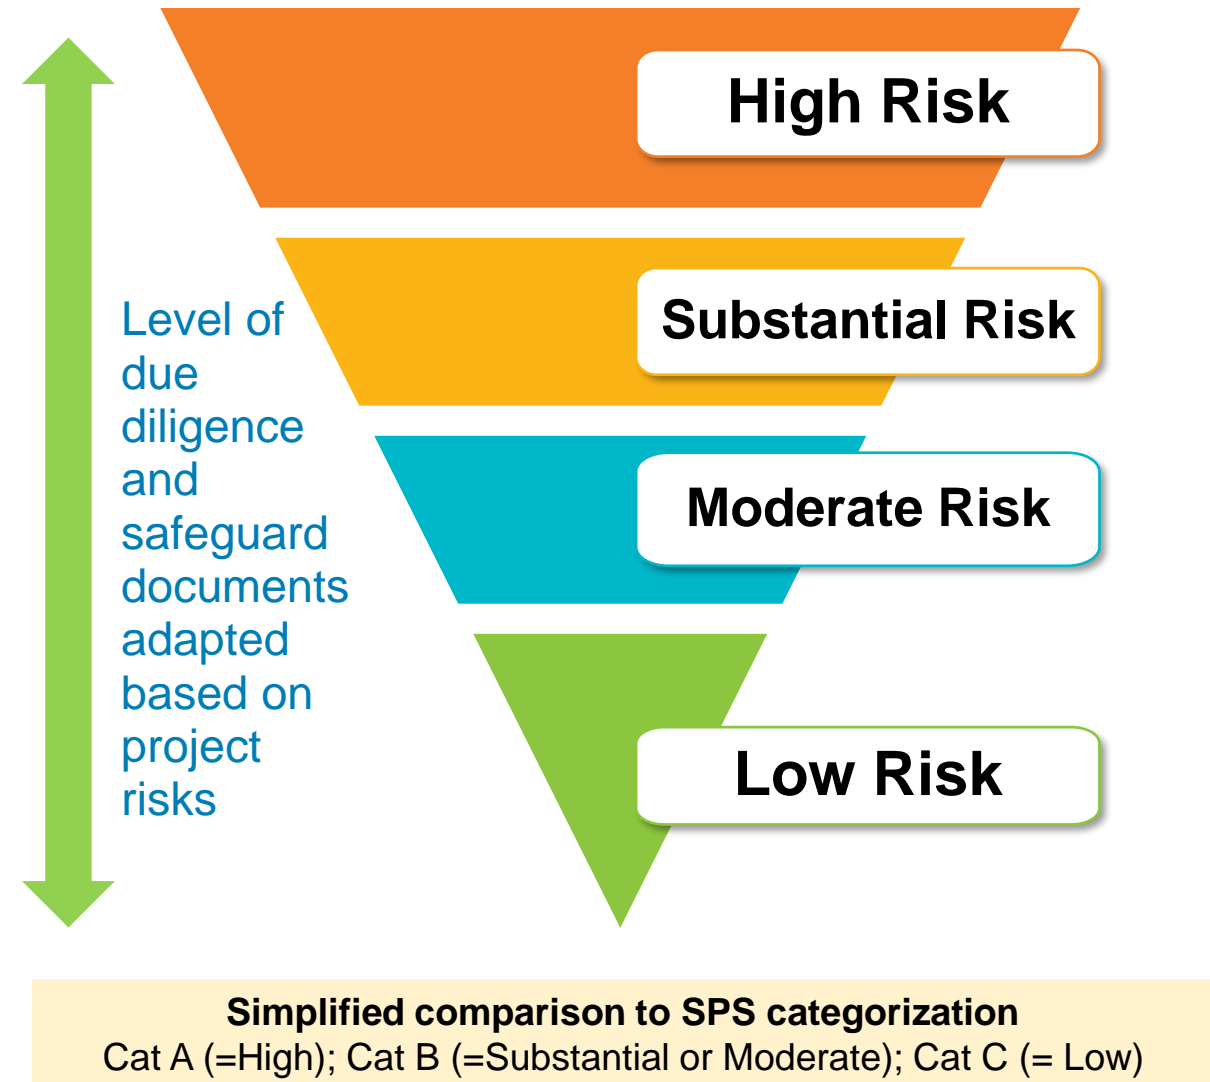 High Risk
Substantial Risk
Level of
due
diligence
and
safeguard
documents
adapted
based on
project
risks
Moderate Risk
Low Risk
Simplified comparison to SPS categorization
Cat A (=High); Cat B (=Substantial or Moderate); Cat C (= Low)